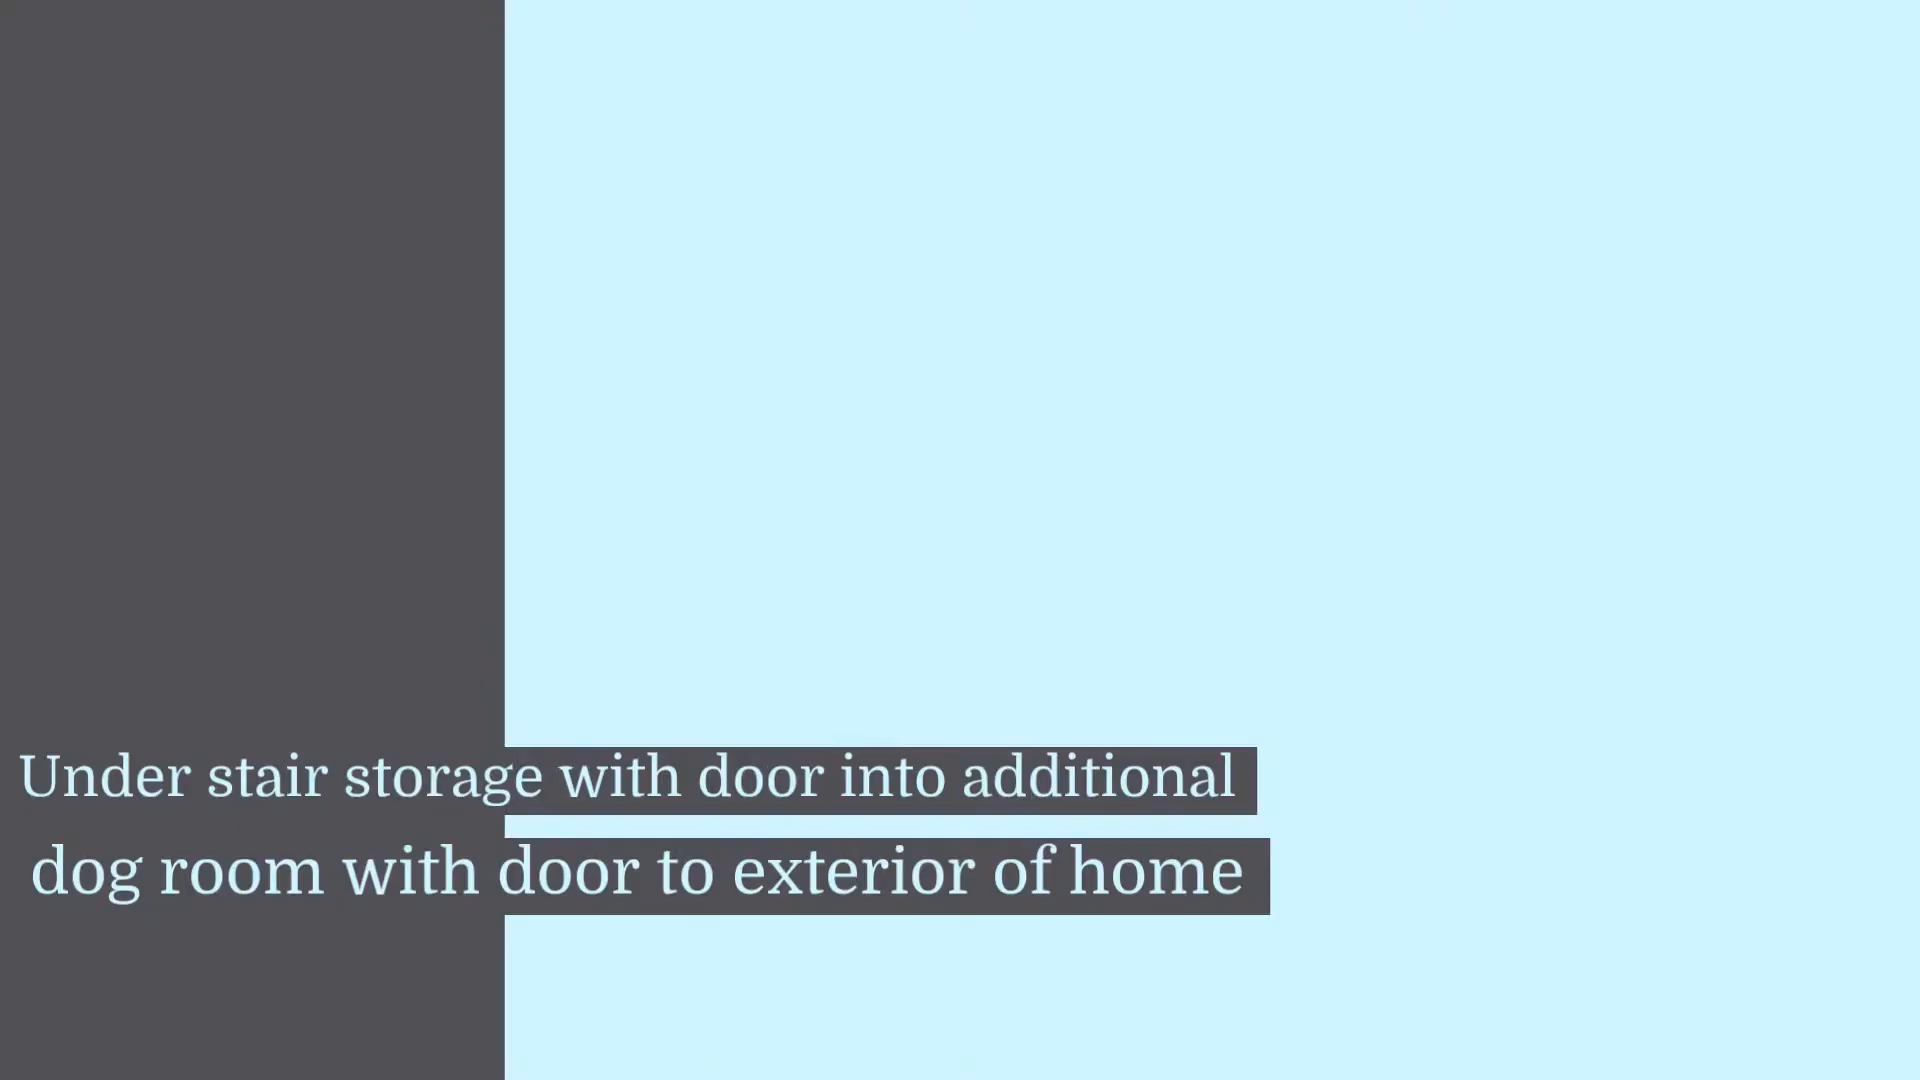 Under stair storage with door into additional
dog room with door to exterior of home